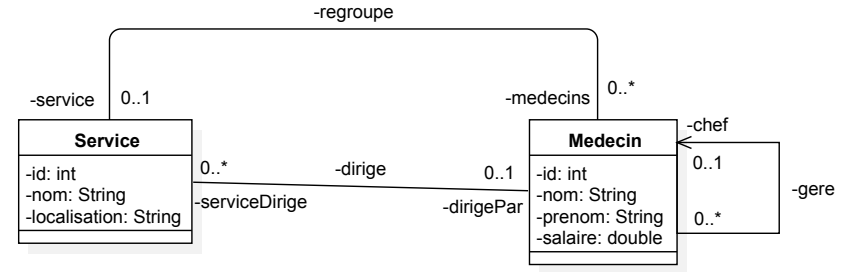 -regroupe
-service
0..1
-medecins
0..*
Service
-id: int
-nom: String
-localisation: String
0..*
-serviceDirige
-dirige
0..1
-dirigePar
Medecin
-id: int
-nom: String
-prenom: String
-salaire: double
-chef
0..1
-gere
0..*